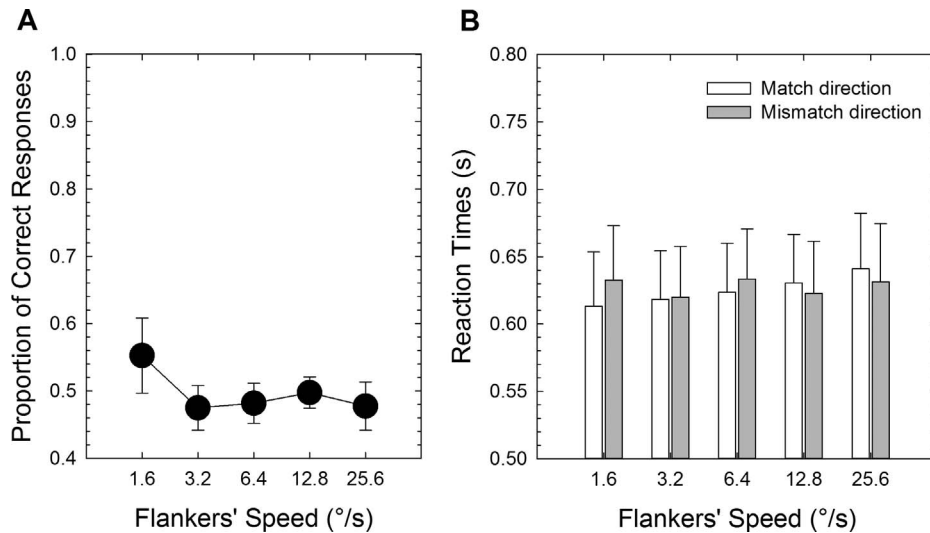 A
Proportion of Correct Responses
1.0
0.9
0.8
0.7
0.6
0.5
0.4
1.6 3.2 6.4 12.8 25.6
Flankers' Speed (°/s)
B
Reaction Times (s)
0.80
0.75
0.70
0.65
0.60
0.55
0.50
Match direction
Mismatch direction
1.6 3.2 6.4 12.8 25.6
Flankers' Speed (°/s)